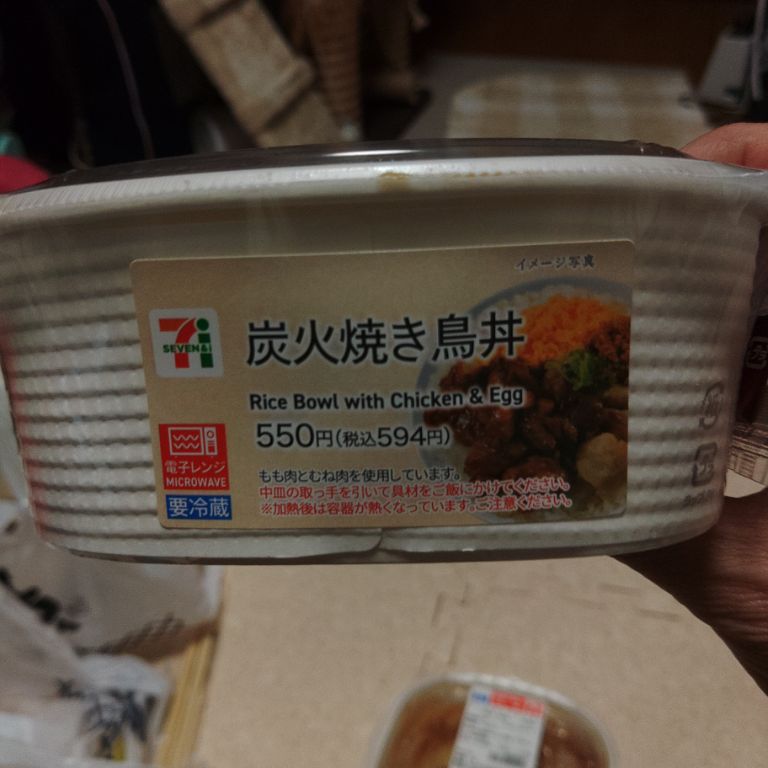 イメージ写真
7i
SEVEN&i
炭火焼き鳥丼
Rice Bowl with Chicken & Egg
550円(税込594円)
電子レンジ
MICROWAVE
要冷蔵
もも肉とむね肉を使用しています。
中皿の取っ手を引いて具材をご飯にかけてください。
※加熱後は容器が熱くなっています。ご注意ください。